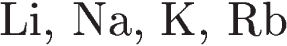 Li, Na, K, Rb